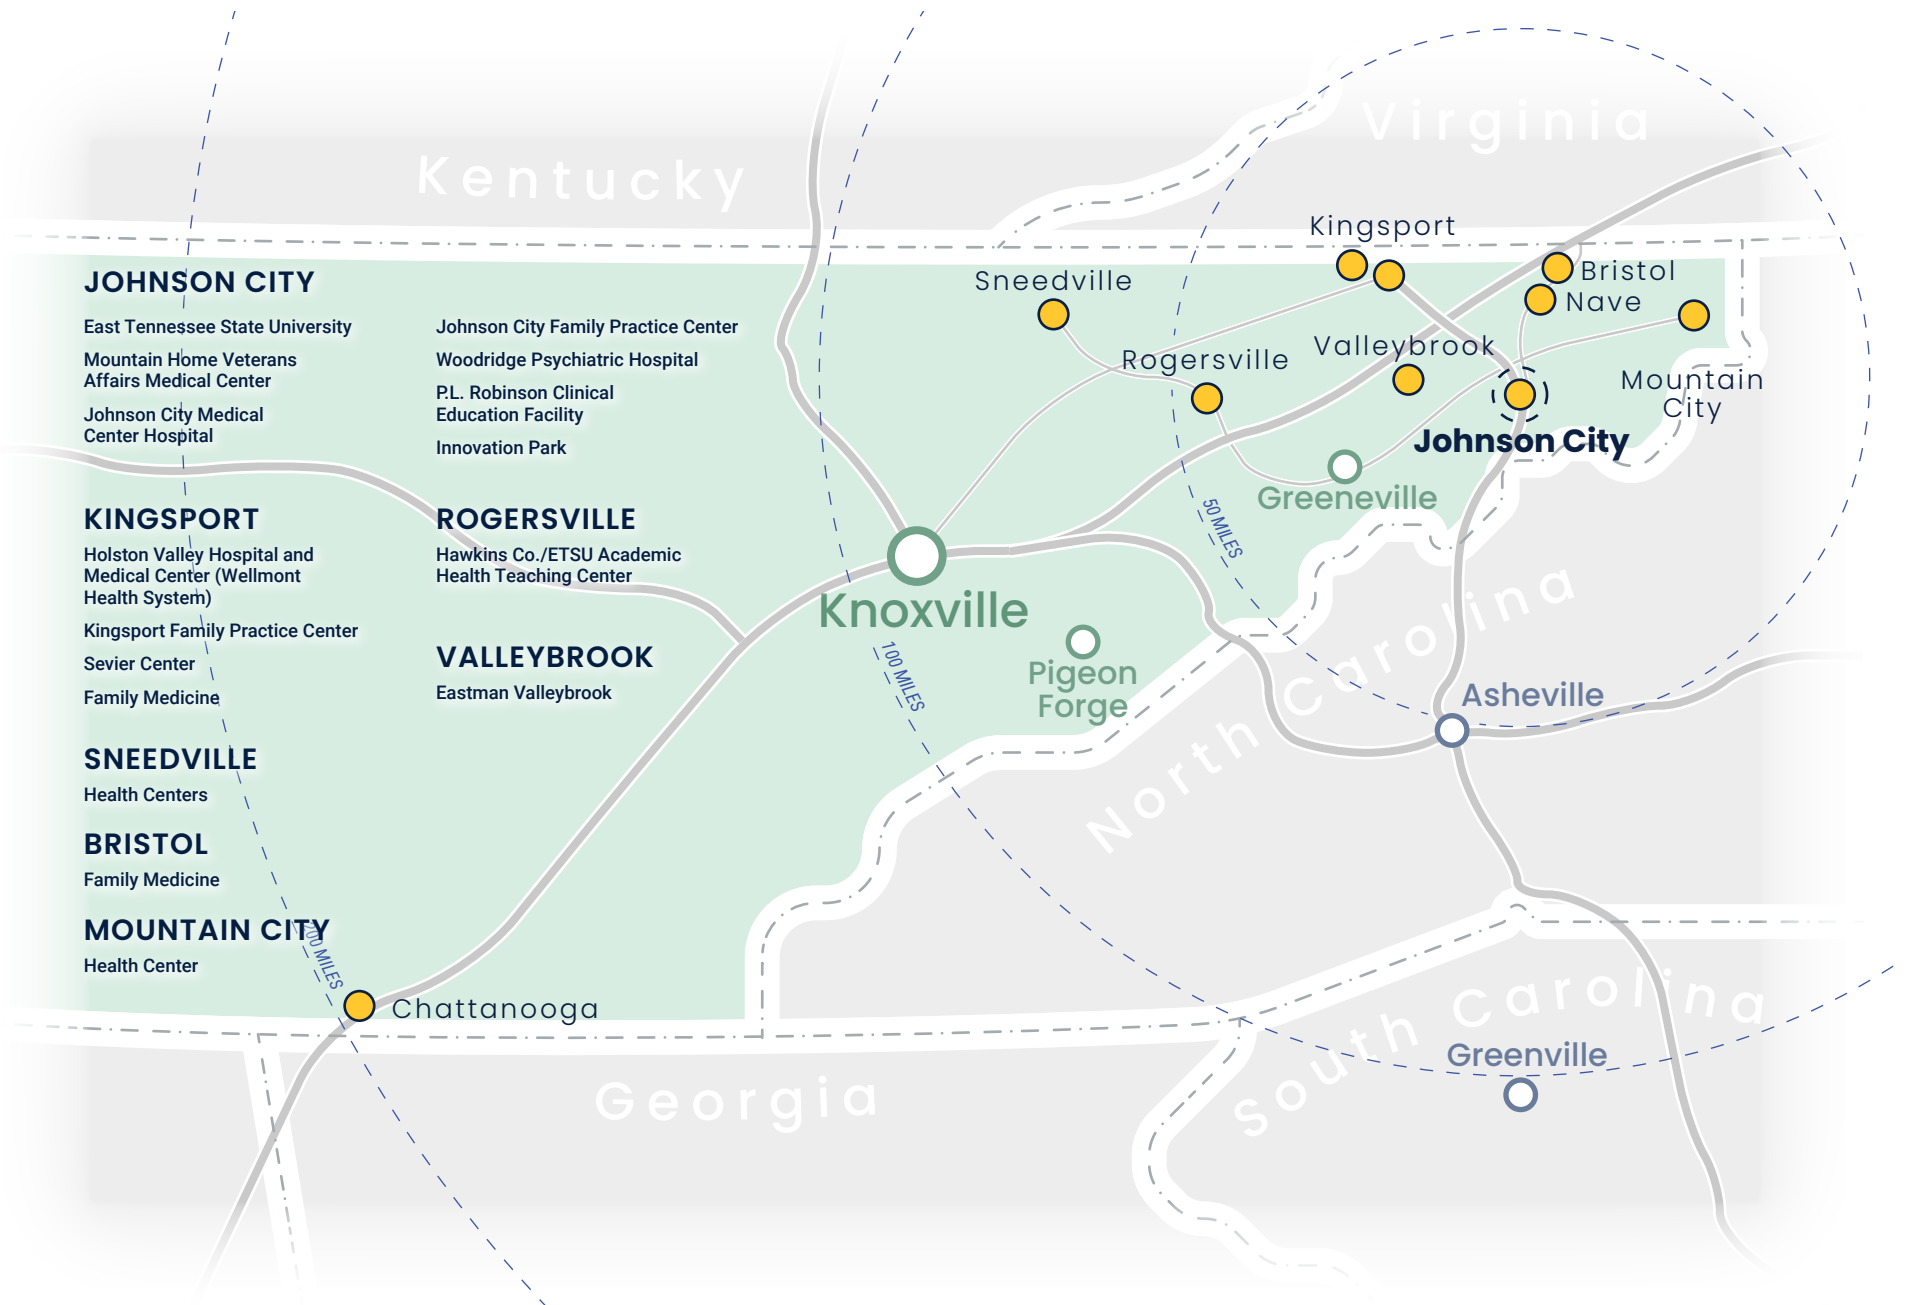 Virginia
Kentucky
Kingsport
Sneedville
Bristol
Nave
Rogersville
Valleybrook
Mountain
City
Johnson City
Greeneville
50 MILES
Knoxville
100 MILES
Pigeon
Forge
North Carolina
Asheville
JOHNSON CITY
East Tennessee State University
Mountain Home Veterans
Affairs Medical Center
Johnson City Medical
Center Hospital
Johnson City Family Practice Center
Woodridge Psychiatric Hospital
P.L. Robinson Clinical
Education Facility
Innovation Park
KINGSPORT
Holston Valley Hospital and
Medical Center (Wellmont
Health System)
Kingsport Family Practice Center
Sevier Center
Family Medicine
ROGERSVILLE
Hawkins Co./ETSU Academic
Health Teaching Center
VALLEYBROOK
Eastman Valleybrook
SNEEDVILLE
Health Centers
BRISTOL
Family Medicine
MOUNTAIN CITY
Health Center
200 MILES
Chattanooga
Georgia
South Carolina
Greenville